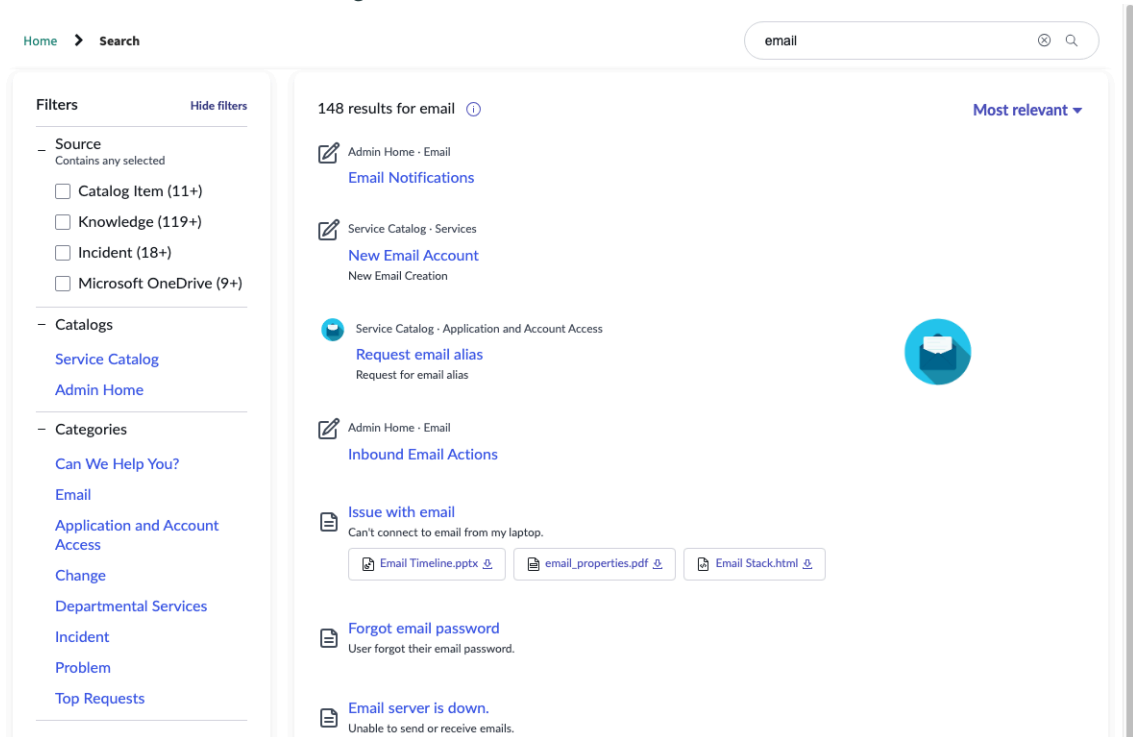 Home > Search
email
Filters
Hide filters
Source
Contains any selected
Catalog Item (11+)
Knowledge (119+)
Incident (18+)
Microsoft OneDrive (9+)
Catalogs
Service Catalog
Admin Home
Categories
Can We Help You?
Email
Application and Account
Access
Change
Departmental Services
Incident
Problem
Top Requests
148 results for email
Most relevant
Admin Home · Email
Email Notifications
Service Catalog · Services
New Email Account
New Email Creation
Service Catalog · Application and Account Access
Request email alias
Request for email alias
Admin Home · Email
Inbound Email Actions
Issue with email
Can't connect to email from my laptop.
Email Timeline.pptx
email_properties.pdf
Email Stack.html
Forgot email password
User forgot their email password.
Email server is down.
Unable to send or receive emails.